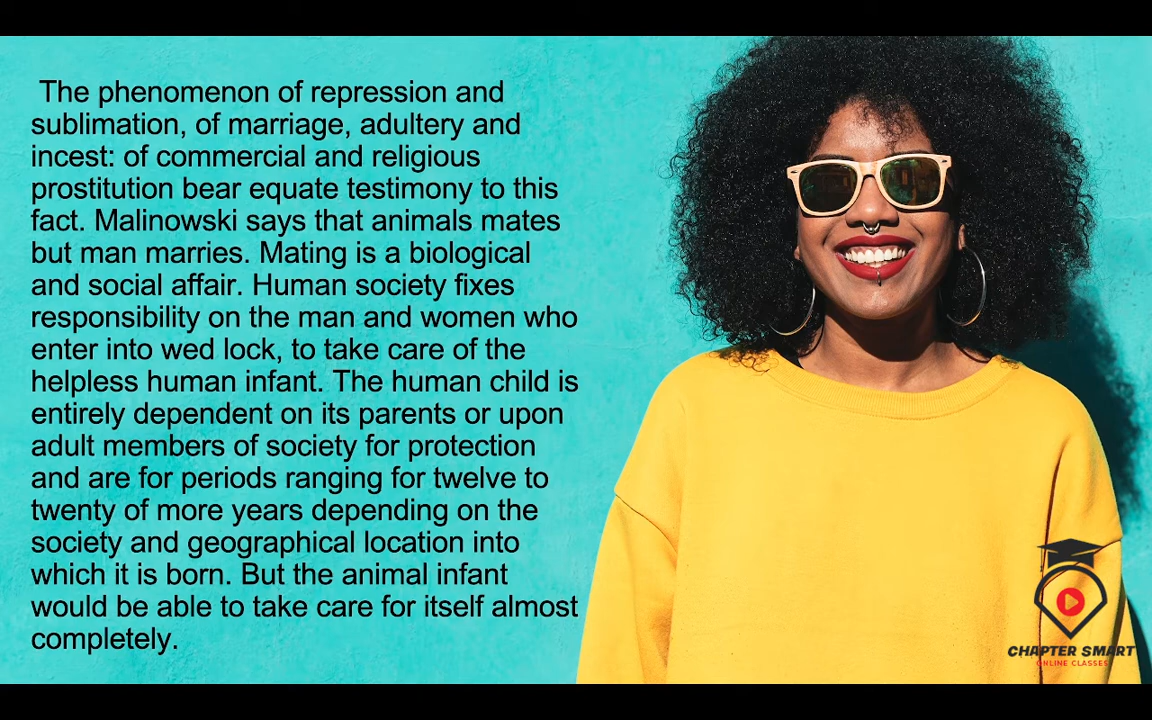 The phenomenon of repression and
sublimation, of marriage, adultery and
incest: of commercial and religious
prostitution bear equate testimony to this
fact. Malinowski says that animals mates
but man marries. Mating is a biological
and social affair. Human society fixes
responsibility on the man and women who
enter into wed lock, to take care of the
helpless human infant. The human child is
entirely dependent on its parents or upon
adult members of society for protection
and are for periods ranging for twelve to
twenty of more years depending on the
society and geographical location into
which it is born. But the animal infant
would be able to take care for itself almost
completely.
CHAPTER SMART
ONLINE CLASSES